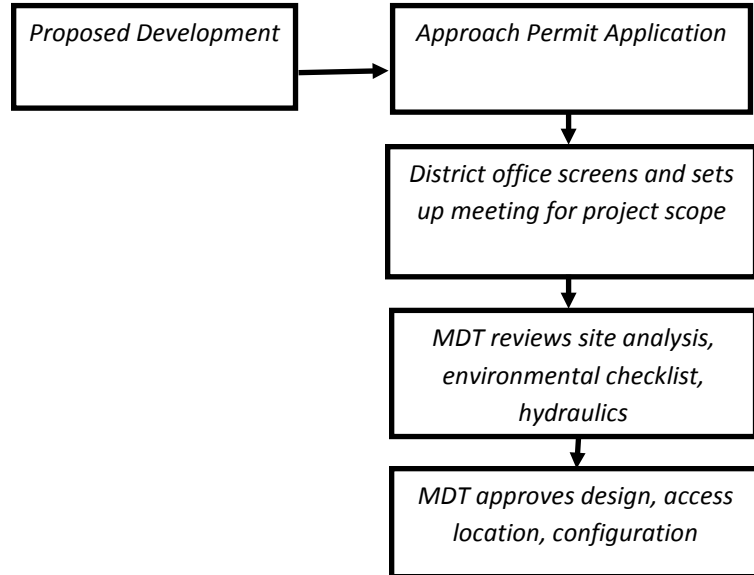 Proposed Development
Approach Permit Application
District office screens and sets
up meeting for project scope
MDT reviews site analysis,
environmental checklist,
hydraulics
MDT approves design, access
location, configuration